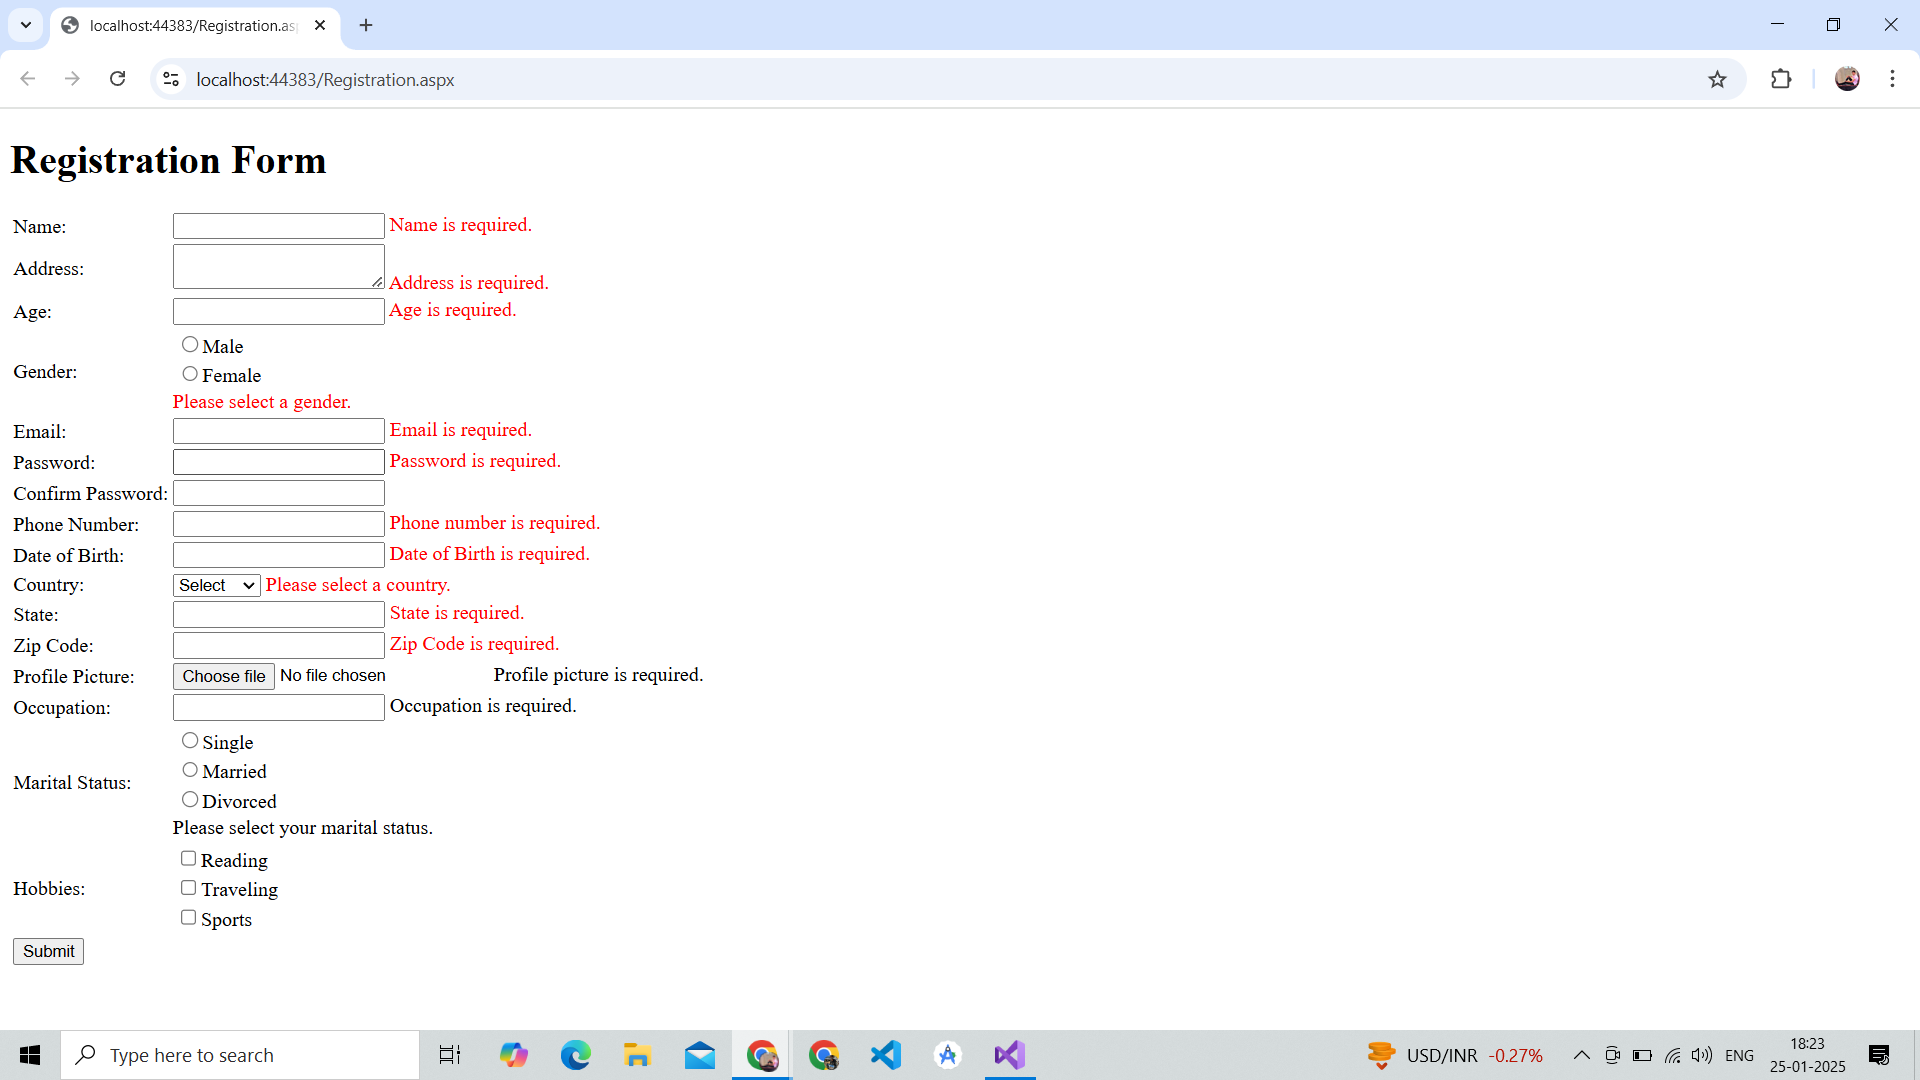 localhost:44383/Registration.as
localhost:44383/Registration.aspx
Registration Form
Name: Name is required.
Address: Address is required.
Age: Age is required.
Gender: Male
Female
Please select a gender.
Email: Email is required.
Password: Password is required.
Confirm Password:
Phone Number: Phone number is required.
Date of Birth: Date of Birth is required.
Country: Select Please select a country.
State: State is required.
Zip Code: Zip Code is required.
Profile Picture: Choose file No file chosen Profile picture is required.
Occupation: Occupation is required.
Marital Status: Single
Married
Divorced
Please select your marital status.
Hobbies: Reading
Traveling
Sports
Submit
Type here to search USD/INR -0.27% ENG 18:23
25-01-2025